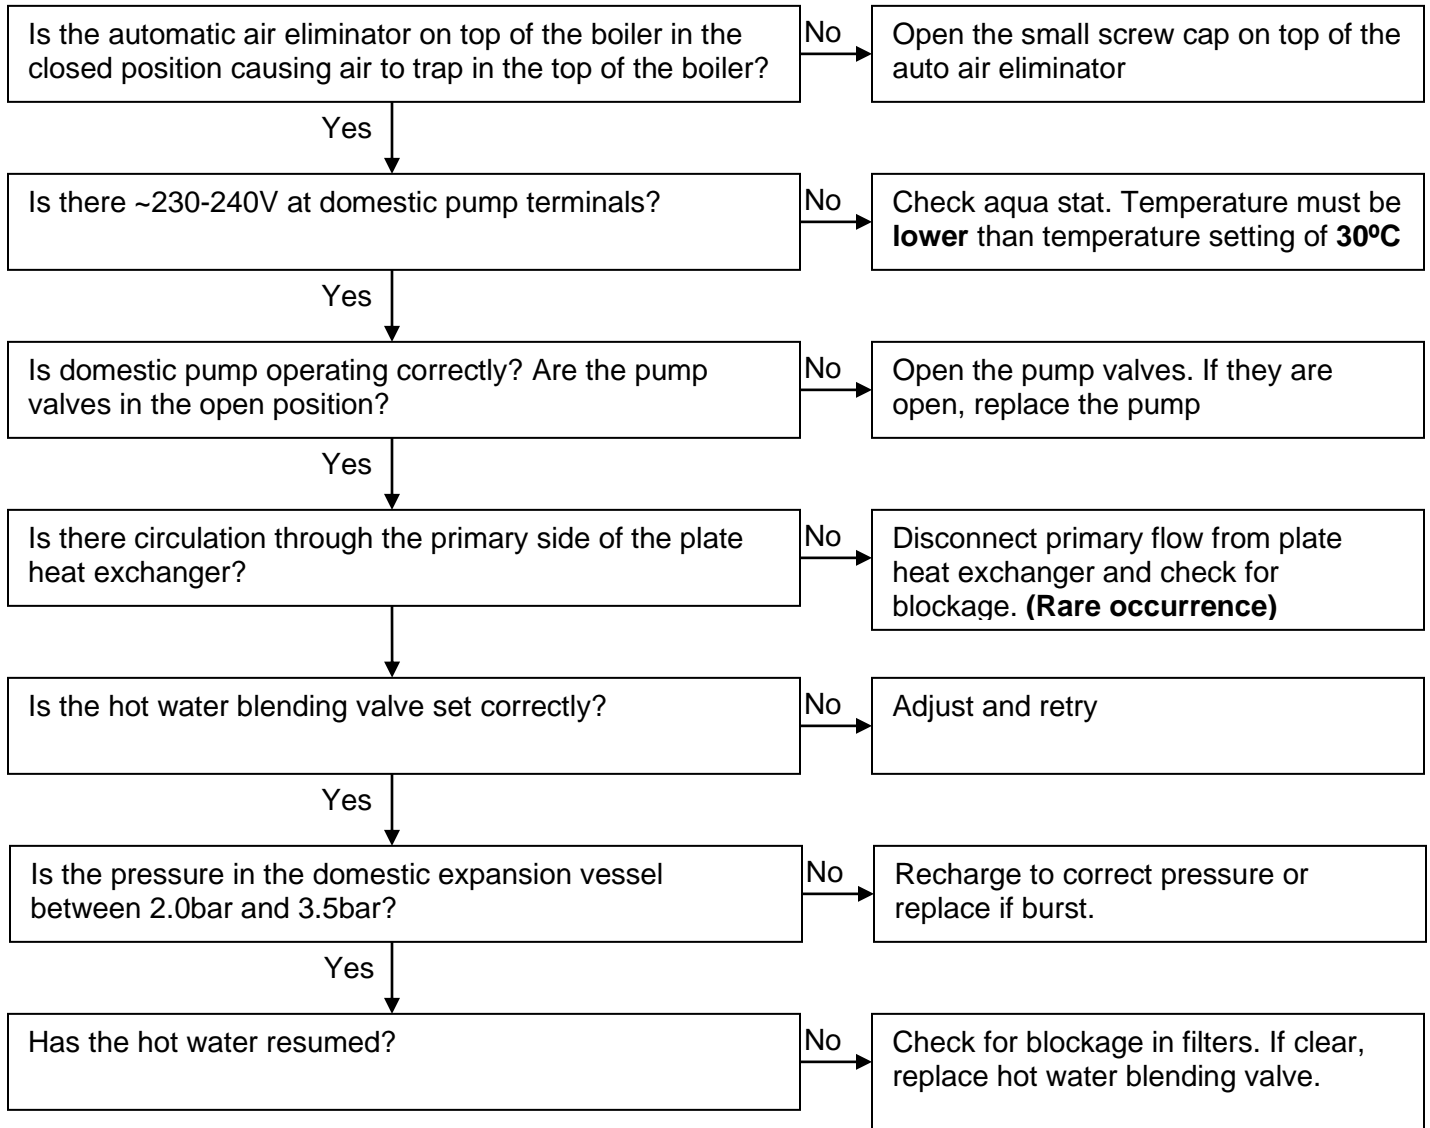 Is the automatic air eliminator on top of the boiler in the
closed position causing air to trap in the top of the boiler?
No
Open the small screw cap on top of the
auto air eliminator
Yes
Is there ~230-240V at domestic pump terminals?
No
Check aqua stat. Temperature must be
lower than temperature setting of 30ºC
Yes
Is domestic pump operating correctly? Are the pump
valves in the open position?
No
Open the pump valves. If they are
open, replace the pump
Yes
Is there circulation through the primary side of the plate
heat exchanger?
No
Disconnect primary flow from plate
heat exchanger and check for
blockage. (Rare occurrence)
Is the hot water blending valve set correctly?
No
Adjust and retry
Yes
Is the pressure in the domestic expansion vessel
between 2.0bar and 3.5bar?
No
Recharge to correct pressure or
replace if burst.
Yes
Has the hot water resumed?
No
Check for blockage in filters. If clear,
replace hot water blending valve.